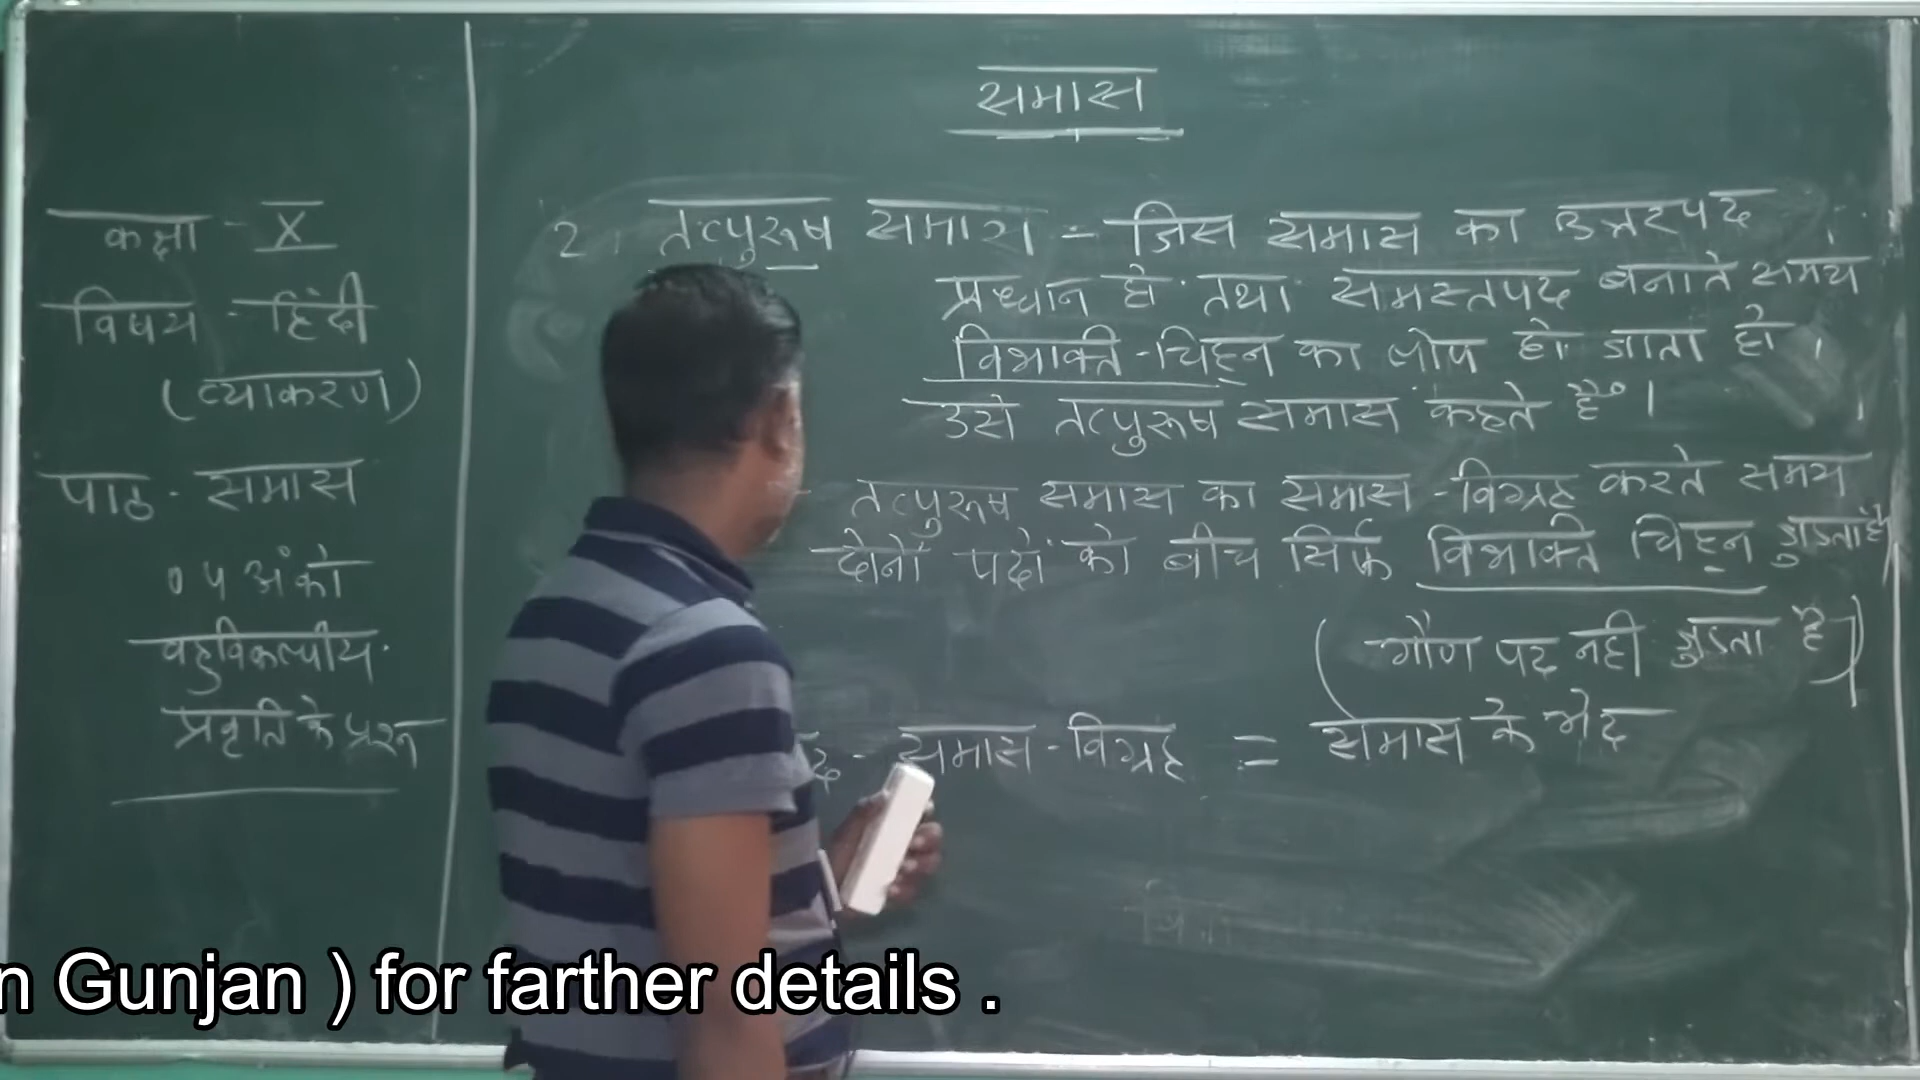 समास
कक्षा - X
विषय - हिंदी
(व्याकरण)
पाठ - समास
०५ अंको
बहुविकल्पीय
प्रवृति के प्रश्न
2. तत्पुरूष समास - जिस समास का उत्तरपद
प्रधान हो तथा समस्तपद बनाते समय
विभक्ति-चिह्न का लोप हो जाता हो,
उसे तत्पुरूष समास कहते हैं।
तत्पुरूष समास का समास-विग्रह करते समय
दोनों पदों को बीच सिर्फ विभक्ति चिह्न जुड़ता है
(गौण पद नही जुड़ता है)
द - समास-विग्रह = समास के भेद
n Gunjan ) for farther details .